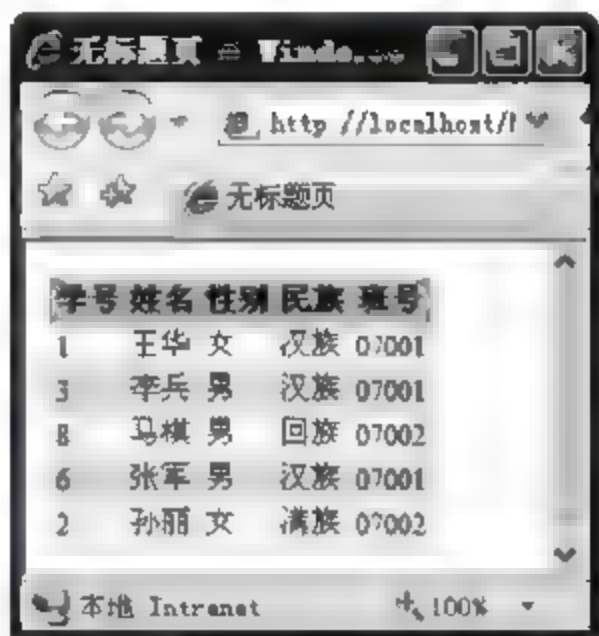 无标题页 - Windo...
http://localhost/
无标题页
学号 姓名 性别 民族 班号
1 王华 女 汉族 07001
3 李兵 男 汉族 07001
8 马棋 男 回族 07002
6 张军 男 汉族 07001
2 孙丽 女 满族 07002
本地 Intranet 100%